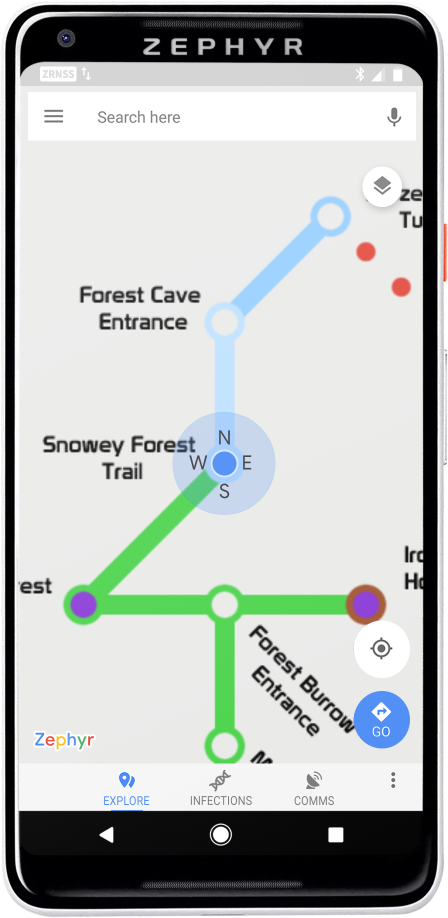 ZEPHYR
ZRNSS
Search here
ze
Tu
Forest Cave
Entrance
N
Snowey Forest
Trail
W
E
S
est
Iro
Ho
Forest Burrow
Entrance
GO
Zephyr
EXPLORE
INFECTIONS
COMMS